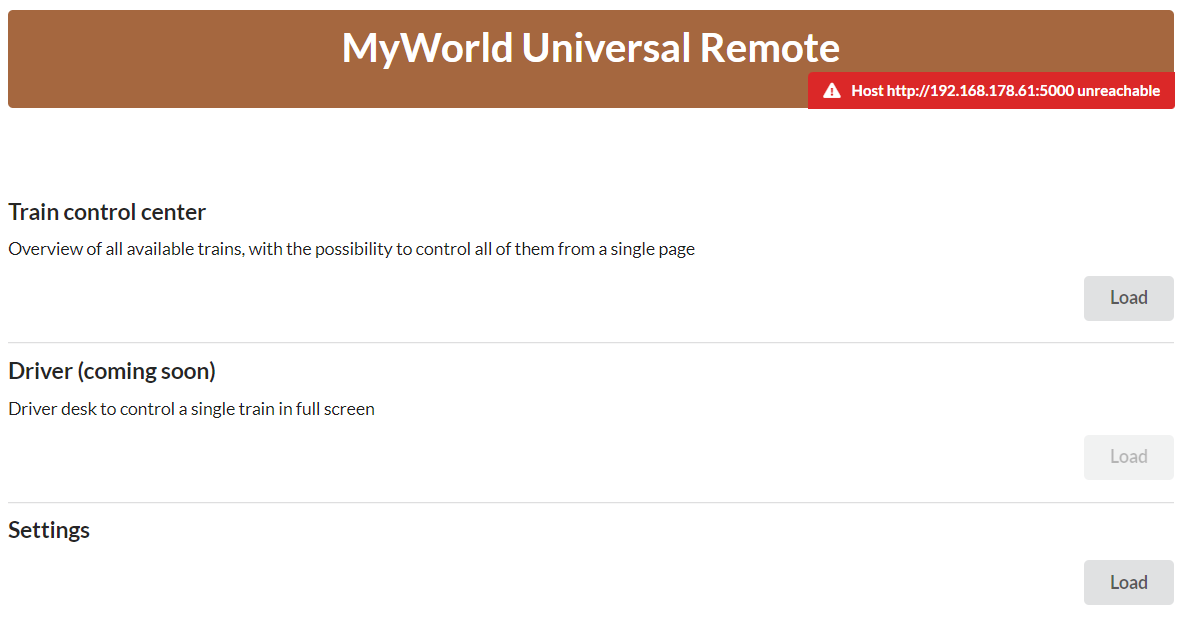 MyWorld Universal Remote
Host http://192.168.178.61:5000 unreachable
Train control center
Overview of all available trains, with the possibility to control all of them from a single page
Load
Driver (coming soon)
Driver desk to control a single train in full screen
Load
Settings
Load